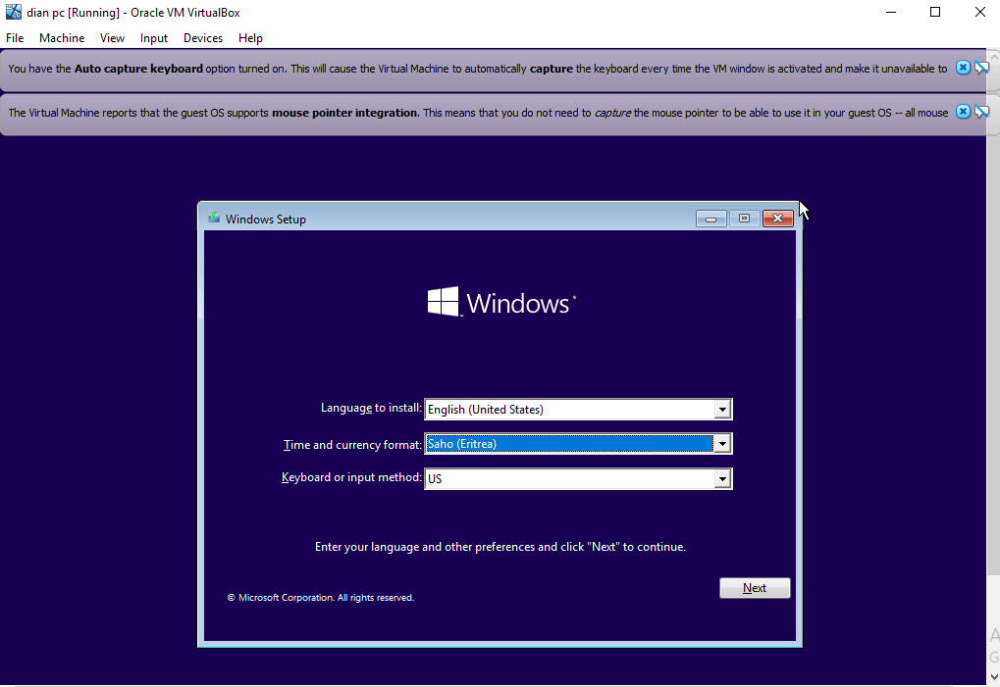 dian pc [Running] - Oracle VM VirtualBox
File Machine View Input Devices Help
You have the Auto capture keyboard option turned on. This will cause the Virtual Machine to automatically capture the keyboard every time the VM window is activated and make it unavailable to
The Virtual Machine reports that the guest OS supports mouse pointer integration. This means that you do not need to capture the mouse pointer to be able to use it in your guest OS -- all mouse
Windows Setup
Windows
Language to install: English (United States)
Time and currency format: Saho (Eritrea)
Keyboard or input method: US
Enter your language and other preferences and click "Next" to continue.
Next
© Microsoft Corporation. All rights reserved.
A
G